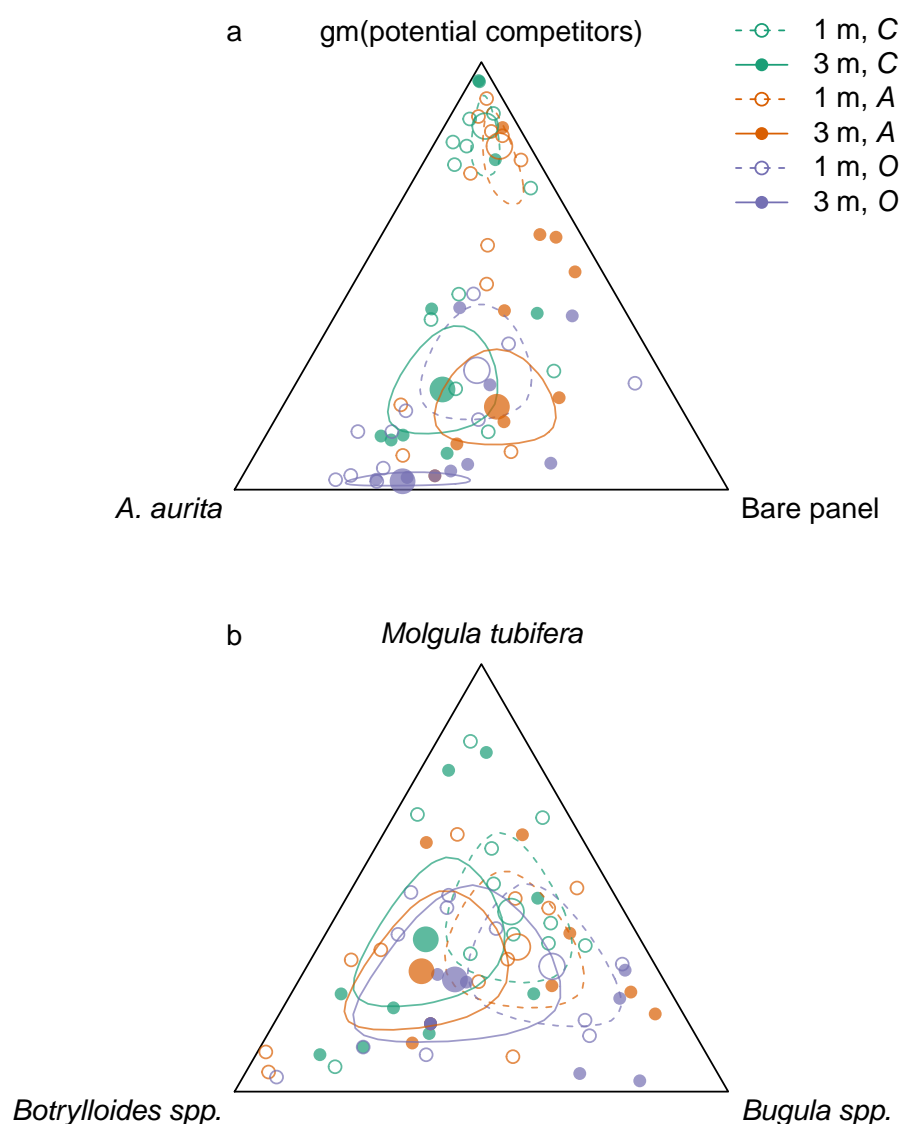 a
gm(potential competitors)
1 m, C
3 m, C
1 m, A
3 m, A
1 m, O
3 m, O
A. aurita
Bare panel
b
Molgula tubifera
Botrylloides spp.
Bugula spp.